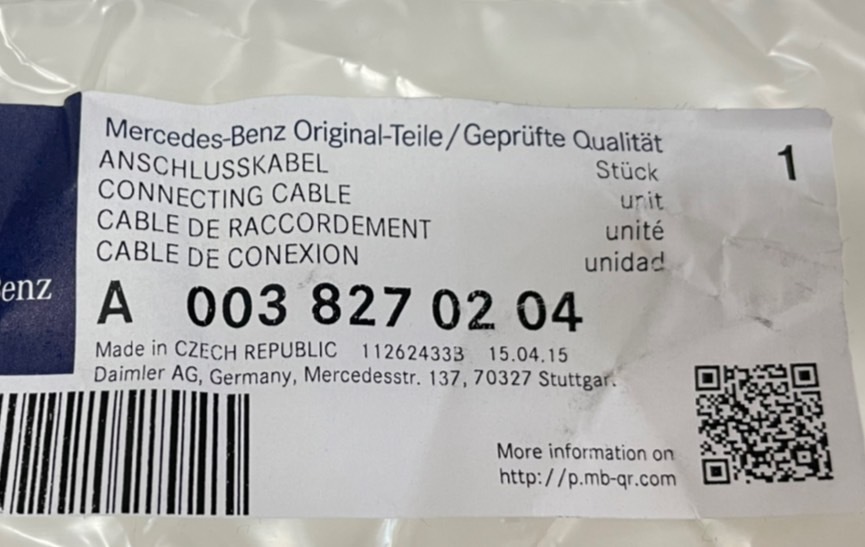 Mercedes-Benz Original-Teile/Geprüfte Qualität
ANSCHLUSSKABEL Stück 1
CONNECTING CABLE unit
CABLE DE RACCORDEMENT unité
CABLE DE CONEXION unidad
enz
A 003 827 02 04
Made in CZECH REPUBLIC 11262433B 15.04.15
Daimler AG, Germany, Mercedesstr. 137, 70327 Stuttgar.
More information on
http://p.mb-qr.com